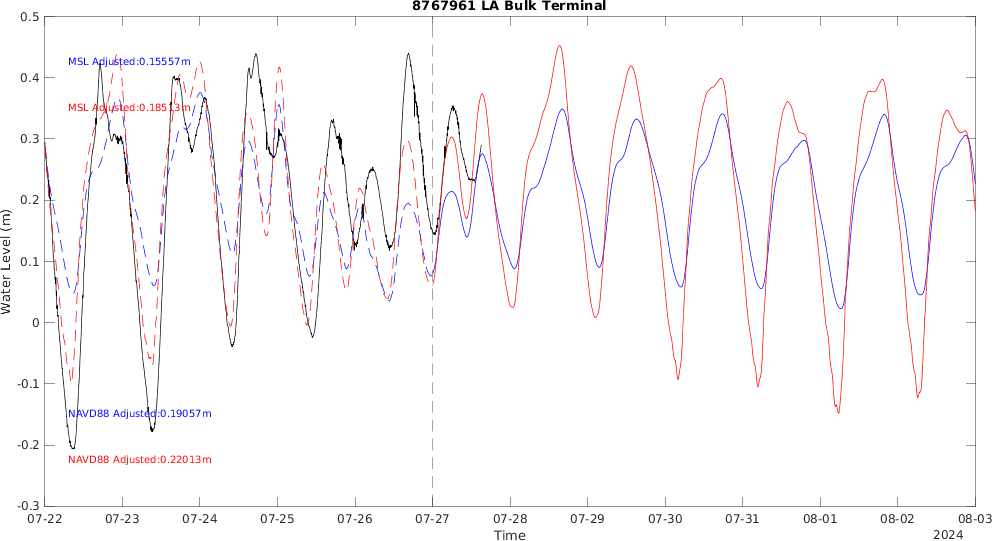 8767961 LA Bulk Terminal
0.5
0.4
0.3
0.2
0.1
0
-0.1
-0.2
-0.3
Water Level (m)
MSL Adjusted:0.15557m
MSL Adjusted:0.18513m
NAVD88 Adjusted:0.19057m
NAVD88 Adjusted:0.22013m
07-22 07-23 07-24 07-25 07-26 07-27 07-28 07-29 07-30 07-31 08-01 08-02 08-03
Time
2024